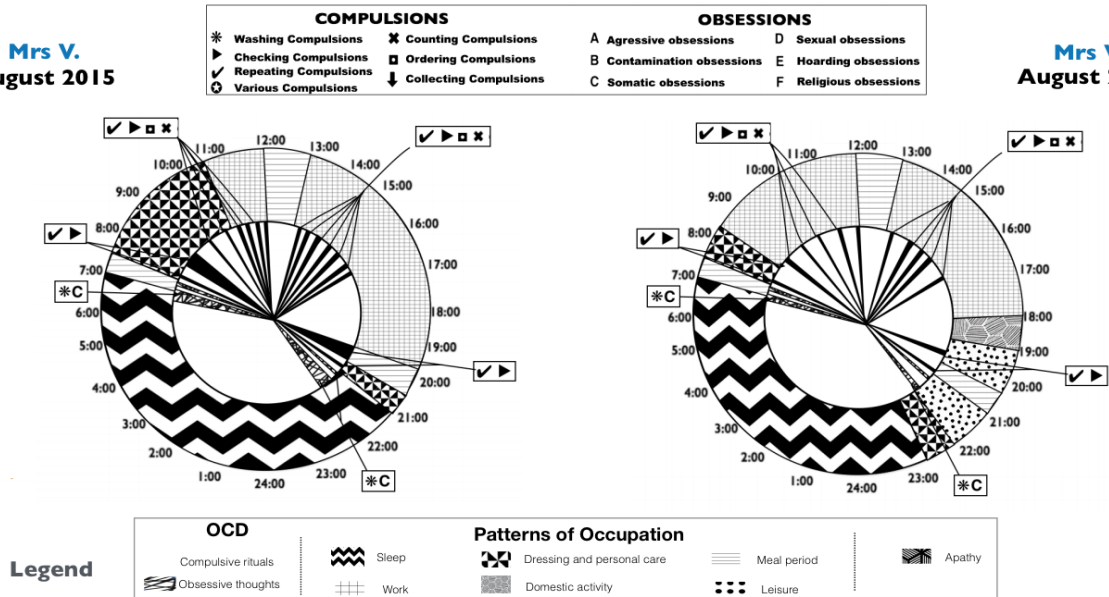 COMPULSIONS
OBSESSIONS
Washing Compulsions
Checking Compulsions
Repeating Compulsions
Various Compulsions
Counting Compulsions
Ordering Compulsions
Collecting Compulsions
A Agressive obsessions
B Contamination obsessions
C Somatic obsessions
D Sexual obsessions
E Hoarding obsessions
F Religious obsessions
Mrs V.
ugust 2015
Mrs V
August
12:00
13:00
14:00
15:00
16:00
17:00
18:00
19:00
20:00
21:00
22:00
23:00
24:00
1:00
2:00
3:00
4:00
5:00
6:00
7:00
8:00
9:00
10:00
11:00
C
C
12:00
13:00
14:00
15:00
16:00
17:00
18:00
19:00
20:00
21:00
22:00
23:00
24:00
1:00
2:00
3:00
4:00
5:00
6:00
7:00
8:00
9:00
10:00
11:00
C
C
Legend
OCD
Compulsive rituals
Obsessive thoughts
Patterns of Occupation
Sleep
Work
Dressing and personal care
Domestic activity
Meal period
Leisure
Apathy